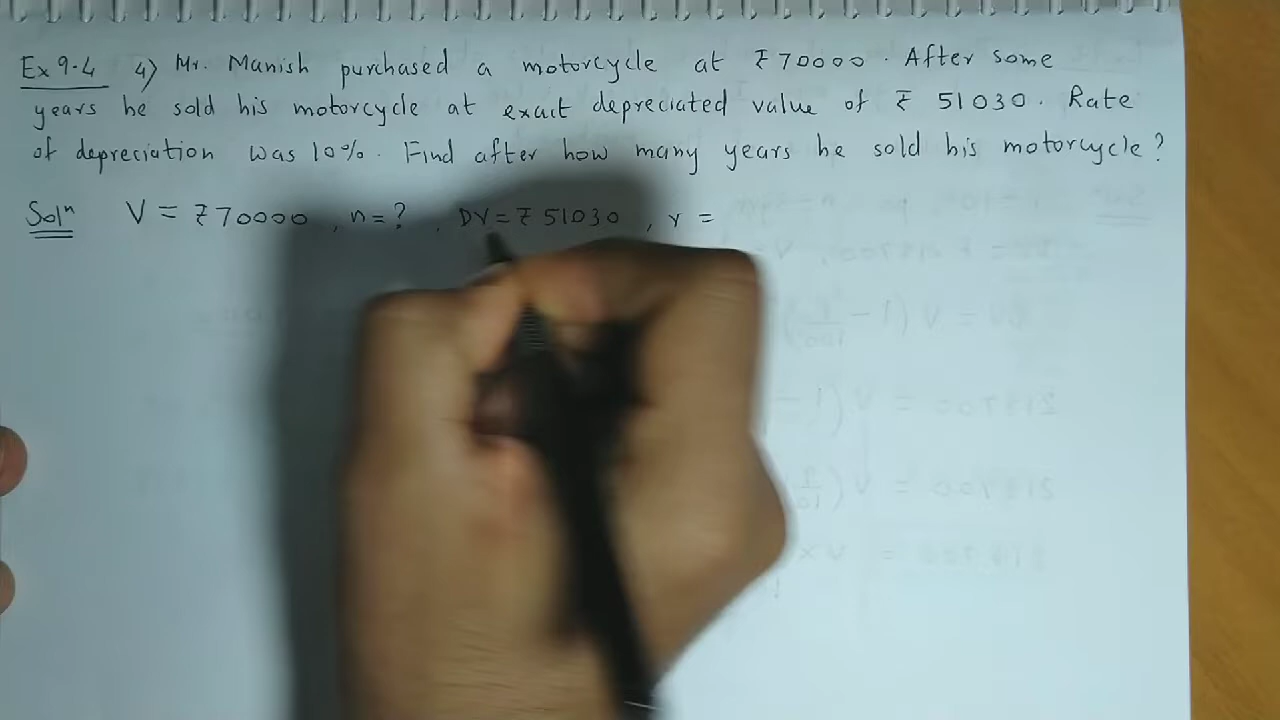 Ex 9.4 4) Mr. Manish purchased a motorcycle at ₹70000. After some
years he sold his motorcycle at exact depreciated value of ₹ 51030. Rate
of depreciation was 10%. Find after how many years he sold his motorcycle?
Solⁿ V = ₹70000, n=?, DV=₹ 51030, r =